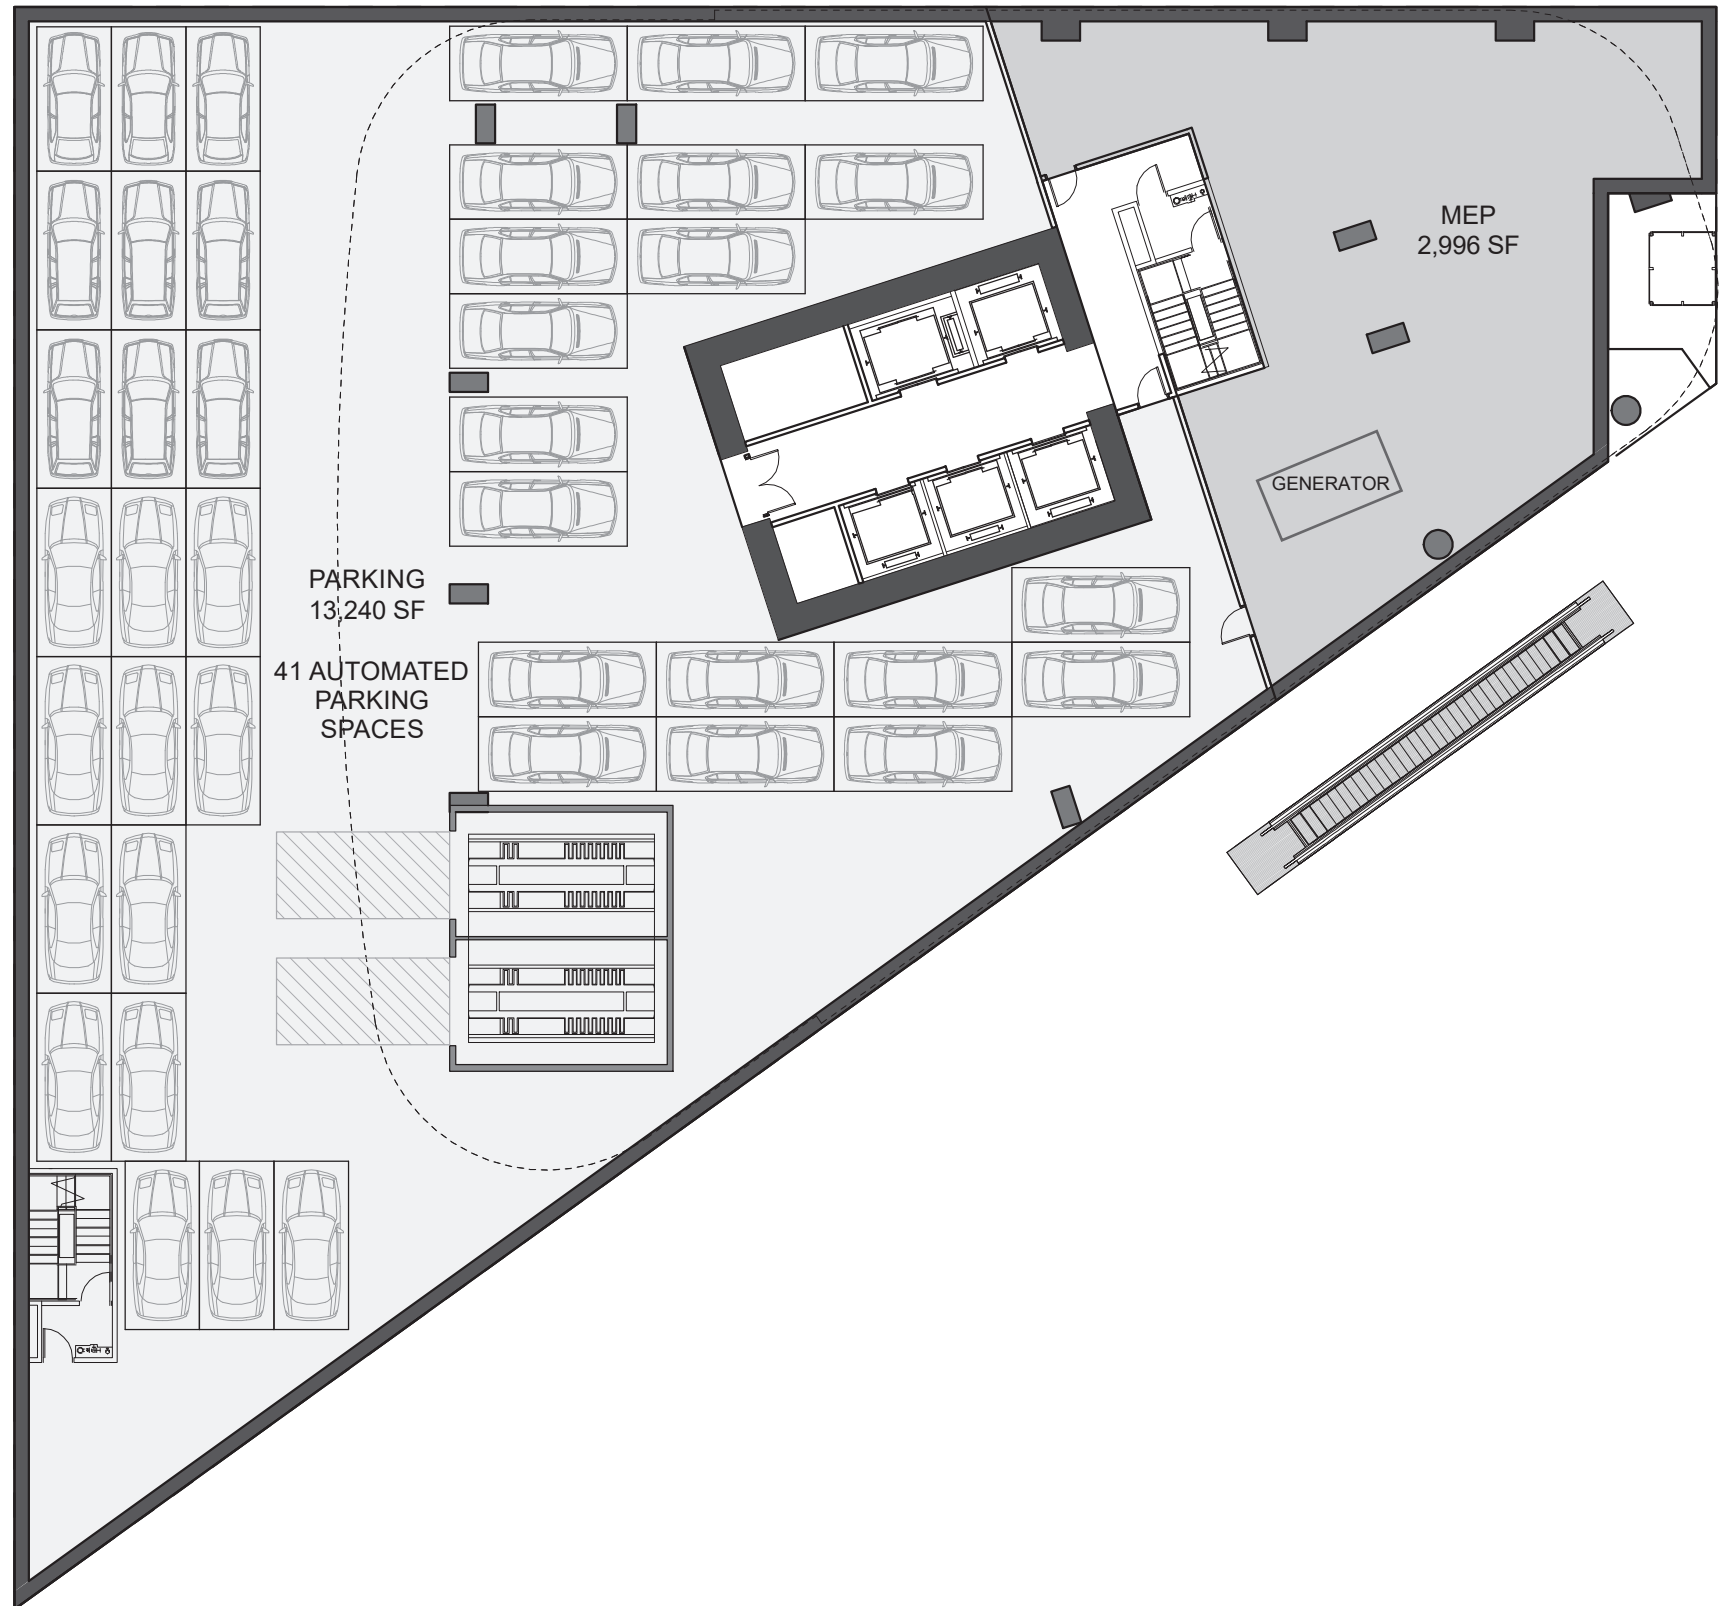 MEP
2,996 SF
GENERATOR
PARKING
13,240 SF
41 AUTOMATED
PARKING
SPACES